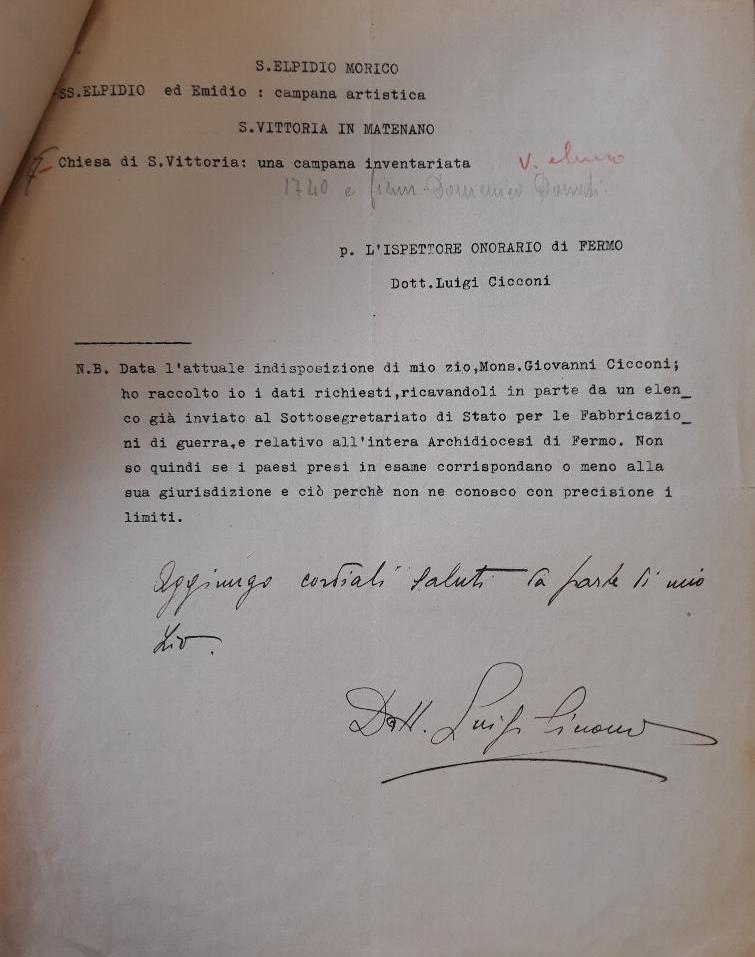 S.ELPIDIO MORICO
SS.ELPIDIO ed Emidio : campana artistica
S.VITTORIA IN MATENANO
Chiesa di S.Vittoria: una campana inventariata V. elenco
1740 e Domenico
p. L'ISPETTORE ONORARIO di FERMO
Dott.Luigi Cicconi
N.B. Data l'attuale indisposizione di mio zio,Mons.Giovanni Cicconi;
ho raccolto io i dati richiesti,ricavandoli in parte da un elen_
co già inviato al Sottosegretariato di Stato per le Fabbricazio_
ni di guerra,e relativo all'intera Archidiocesi di Fermo. Non
so quindi se i paesi presi in esame corrispondano o meno alla
sua giurisdizione e ciò perchè non ne conosco con precisione i
limiti.
Aggiungo cordiali saluti da parte di mio
zio.
Dott. Luigi Cicconi